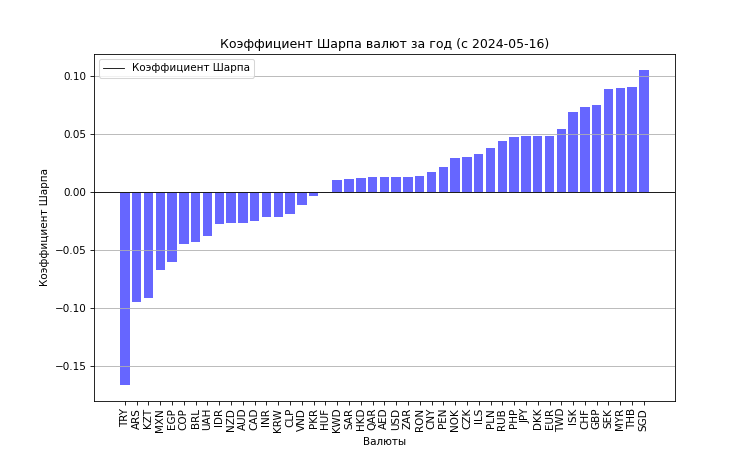 Коэффициент Шарпа валют за год (с 2024-05-16)
Коэффициент Шарпа
0.10
0.05
0.00
−0.05
−0.10
−0.15
Коэффициент Шарпа
TRY ARS KZT MXN EGP COP BRL UAH IDR NZD AUD CAD INR KRW CLP VND PKR HUF KWD SAR HKD QAR AED USD ZAR RON CNY PEN NOK CZK ILS PLN RUB PHP JPY DKK EUR TWD ISK CHF GBP SEK MYR THB SGD
Валюты